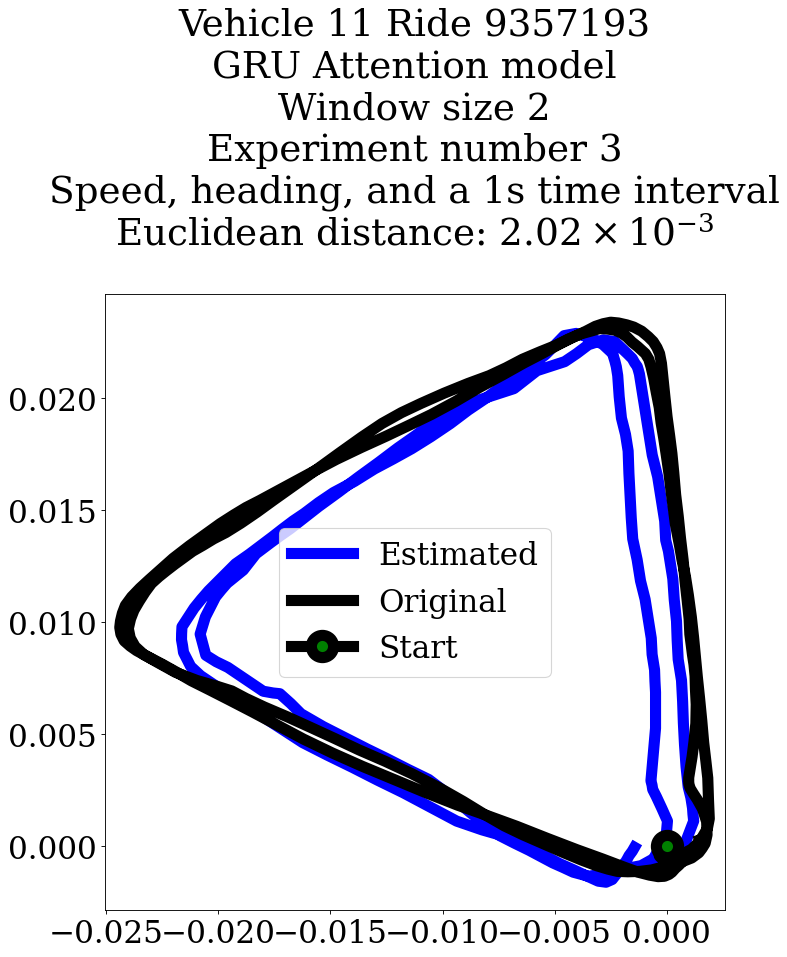 Vehicle 11 Ride 9357193
GRU Attention model
Window size 2
Experiment number 3
Speed, heading, and a 1s time interval
Euclidean distance: 2.02 × 10⁻³
0.020
0.015
0.010
0.005
0.000
Estimated
Original
Start
−0.025 −0.020 −0.015 −0.010 −0.005 0.000